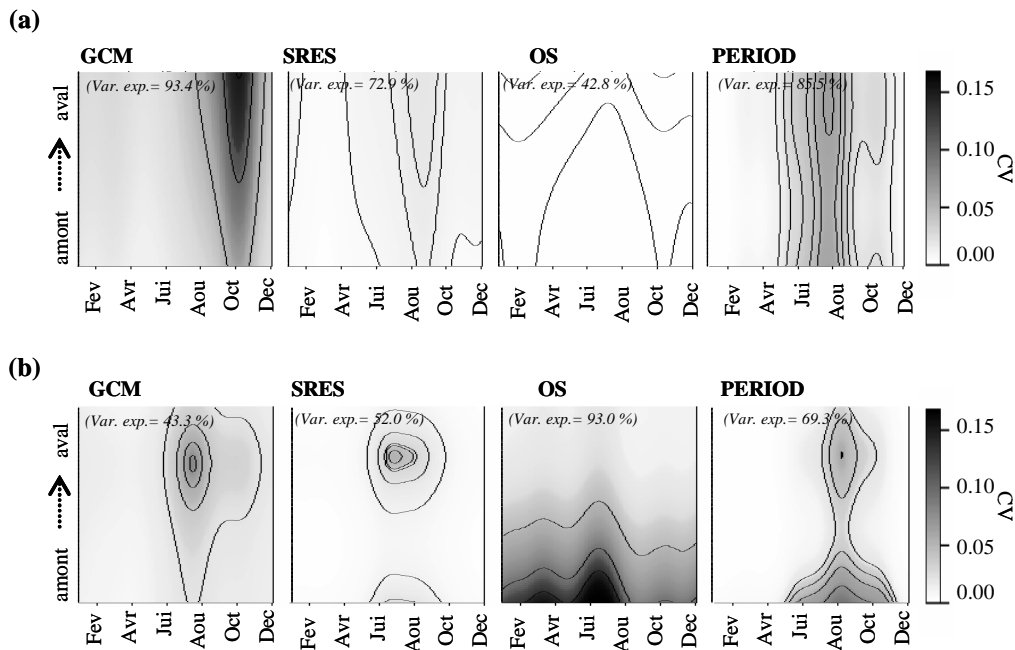 (a)
GCM SRES OS PERIOD
(Var. exp.= 93.4 %) (Var. exp.= 72.9 %) (Var. exp.= 42.8 %) (Var. exp.= 85.5 %)
amont aval
0.15
0.10
0.05
0.00
CV
Fev Avr Jui Aou Oct Dec Fev Avr Jui Aou Oct Dec Fev Avr Jui Aou Oct Dec Fev Avr Jui Aou Oct Dec
(b)
GCM SRES OS PERIOD
(Var. exp.= 43.3 %) (Var. exp.= 52.0 %) (Var. exp.= 93.0 %) (Var. exp.= 69.3 %)
amont aval
0.15
0.10
0.05
0.00
CV
Fev Avr Jui Aou Oct Dec Fev Avr Jui Aou Oct Dec Fev Avr Jui Aou Oct Dec Fev Avr Jui Aou Oct Dec